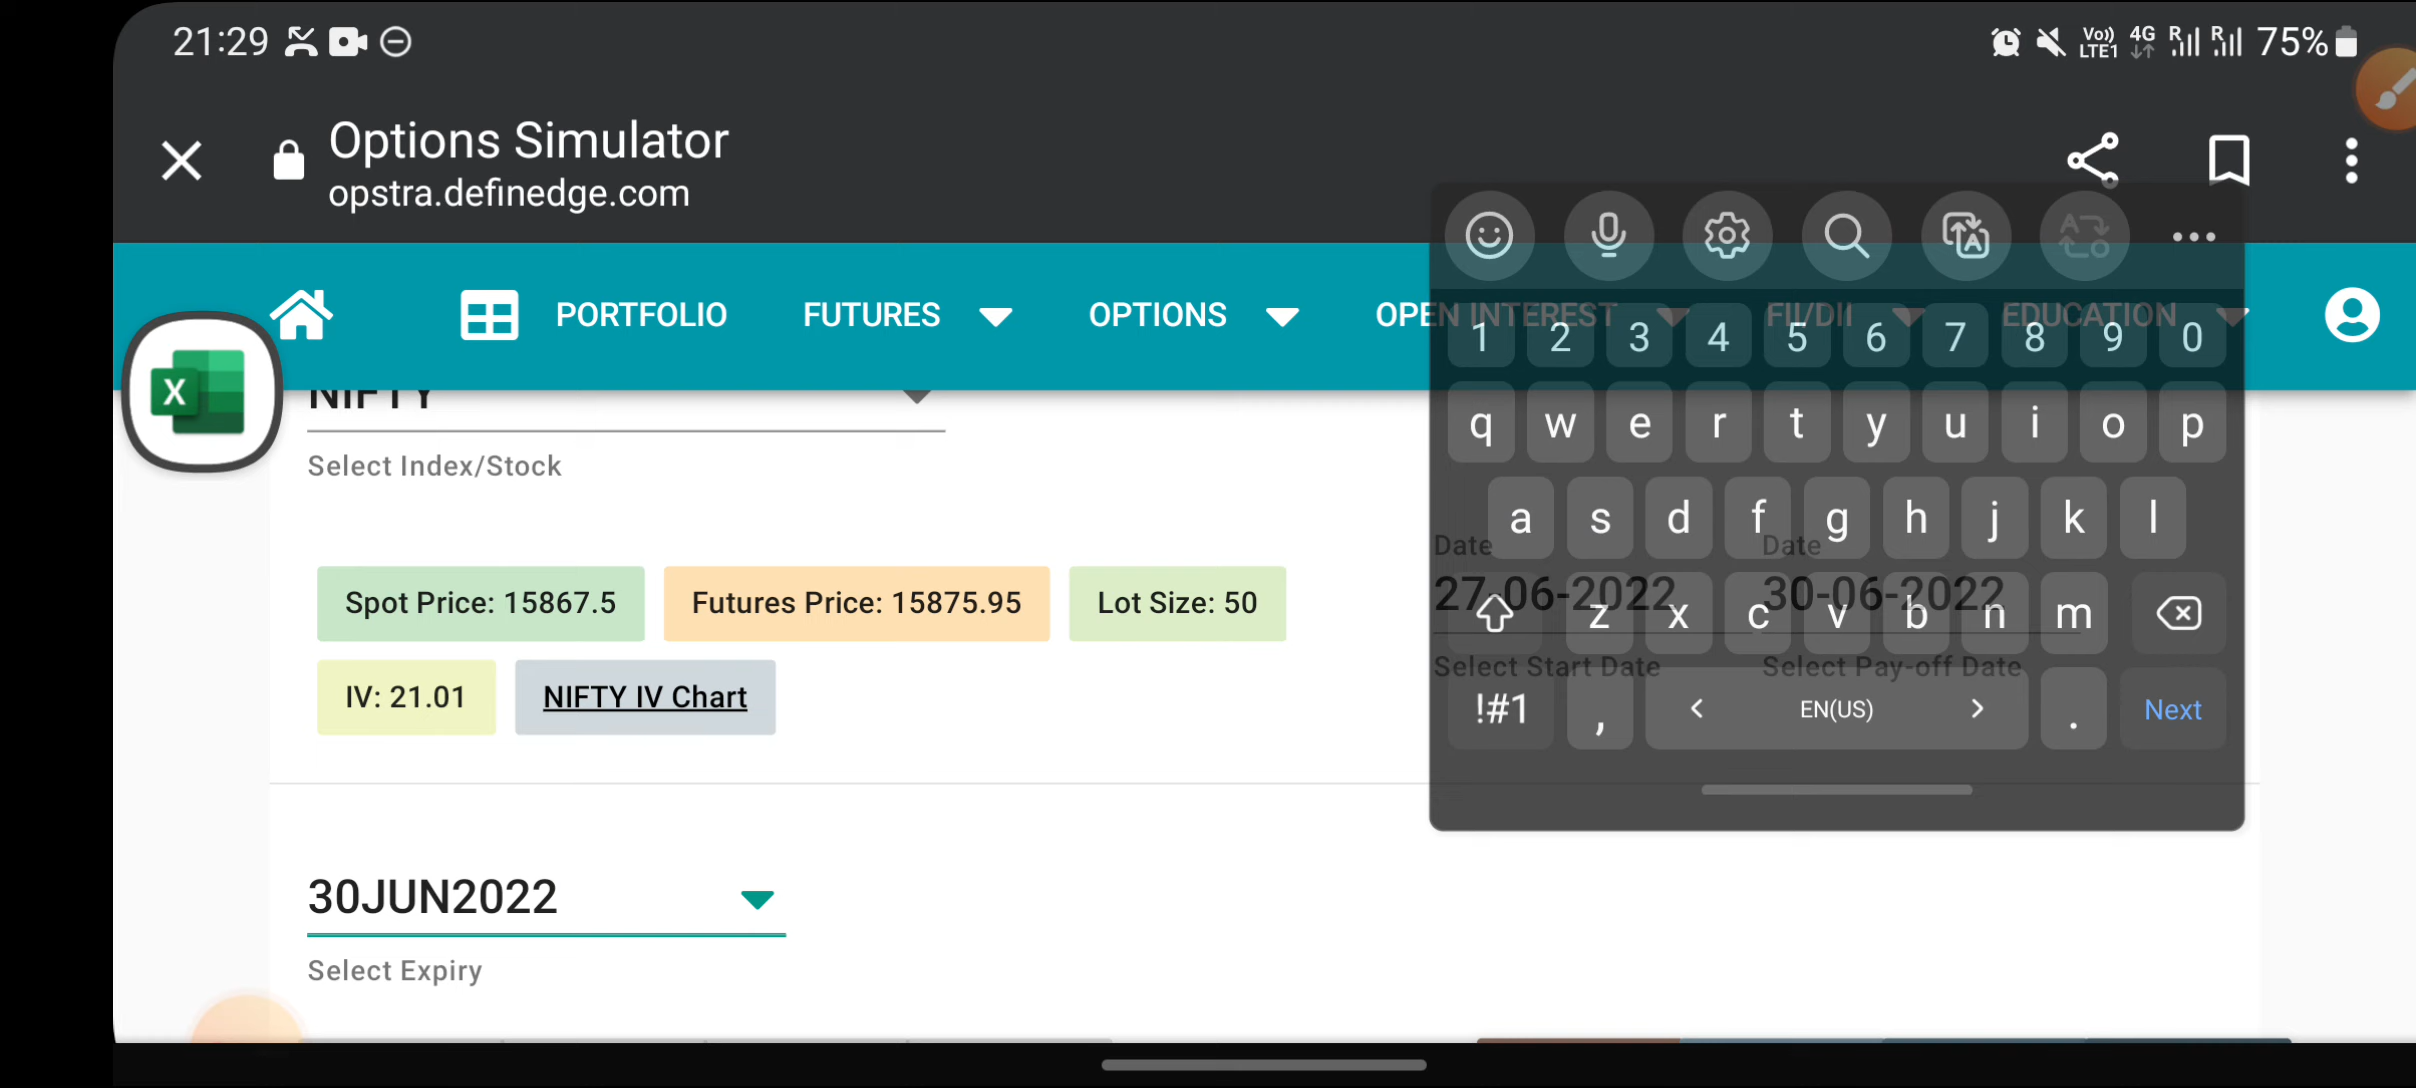 21:29
Vo)) LTE1 4G R R 75%
Options Simulator
opstra.definedge.com
PORTFOLIO FUTURES OPTIONS OPEN INTEREST FII/DII EDUCATION
X
NIFTY
Select Index/Stock
Spot Price: 15867.5 Futures Price: 15875.95 Lot Size: 50
IV: 21.01 NIFTY IV Chart
Date Date
27-06-2022 30-06-2022
Select Start Date Select Pay-off Date
1 2 3 4 5 6 7 8 9 0
q w e r t y u i o p
a s d f g h j k l
z x c v b n m
!#1 , < EN(US) > . Next
30JUN2022
Select Expiry